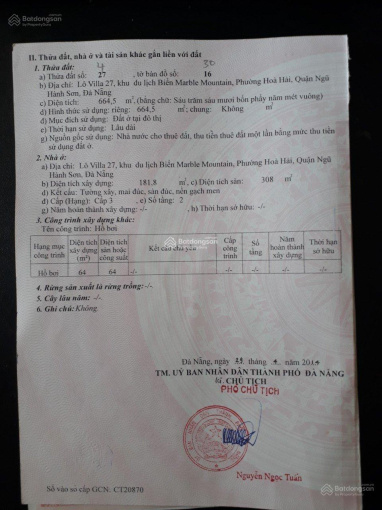 II. Thửa đất, nhà ở và tài sản khác gắn liền với đất
4 30
1. Thửa đất:
a) Thửa đất số: 27 , tờ bản đồ số: 16
b) Địa chỉ: Lô Villa 27, khu du lịch Biển Marble Mountain, Phường Hoà Hải, Quận Ngũ
Hành Sơn, Đà Nẵng
c) Diện tích: 664,5 m², (bằng chữ: Sáu trăm sáu mươi bốn phẩy năm mét vuông)
d) Hình thức sử dụng: riêng: 664,5 m²; chung: Không m²
đ) Mục đích sử dụng: Đất ở tại đô thị
e) Thời hạn sử dụng: Lâu dài
g) Nguồn gốc sử dụng: Nhà nước cho thuê đất, thu tiền thuê đất một lần bằng mức thu tiền
sử dụng đất ở.
2. Nhà ở:
a) Địa chỉ: Lô Villa 27, khu du lịch Biển Marble Mountain, Phường Hoà Hải, Quận Ngũ
Hành Sơn, Đà Nẵng
b) Diện tích xây dựng: 181.8 m², c) Diện tích sàn: 308 m²
d) Kết cấu: Tường xây, mái đúc, sàn đúc, nền gạch men
đ) Cấp (Hạng): Cấp 3 , e) Số tầng: 2
g) Năm hoàn thành xây dựng: -/- , h) Thời hạn sở hữu: -/-
3. Công trình xây dựng khác:
Tên công trình: Hồ bơi
Hạng mục công trình Diện tích xây dựng (m²) Diện tích sàn hoặc công suất Kết cấu chủ yếu Cấp công trình Số tầng Năm hoàn thành xây dựng Thời hạn sở hữu
Hồ bơi 64 64 -/- -/- -/- -/- -/-
4. Rừng sản xuất là rừng trồng: -/-
5. Cây lâu năm: -/-
6. Ghi chú: Không
Batdongsan
by PropertyGuru
Đà Nẵng, ngày tháng năm
TM. UỶ BAN NHÂN DÂN THÀNH PHỐ ĐÀ NẴNG
CHỦ TỊCH
PHÓ CHỦ TỊCH
Nguyễn Ngọc Tuấn
Số vào sổ cấp GCN: CT20870
Batdongsan
by PropertyGuru